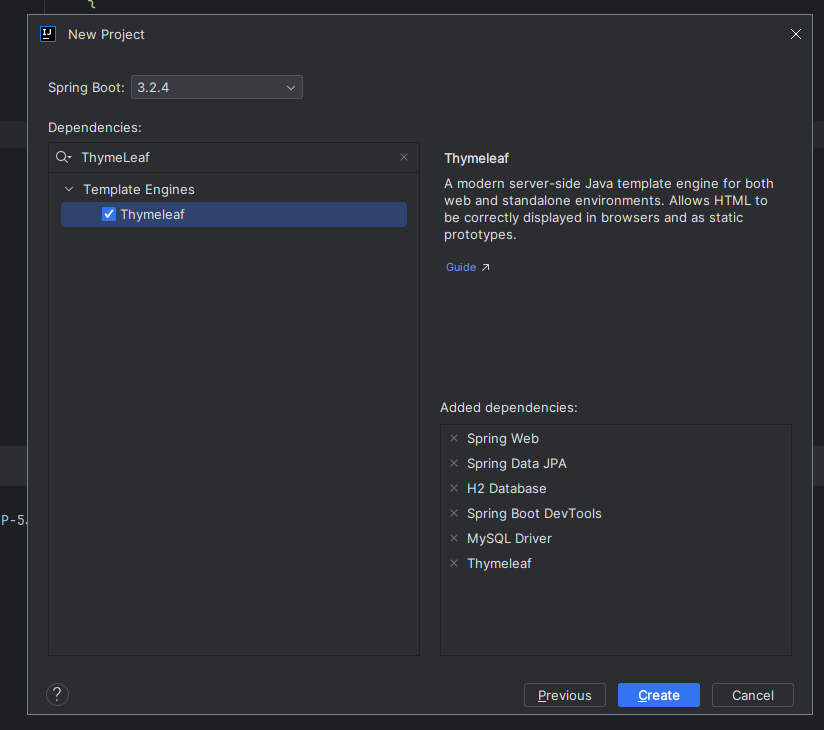 {
New Project
Spring Boot: 3.2.4
Dependencies:
ThymeLeaf
Template Engines
Thymeleaf
Thymeleaf
A modern server-side Java template engine for both
web and standalone environments. Allows HTML to
be correctly displayed in browsers and as static
prototypes.
Guide ↗
Added dependencies:
Spring Web
Spring Data JPA
H2 Database
Spring Boot DevTools
MySQL Driver
Thymeleaf
P-5.
?
Previous
Create
Cancel